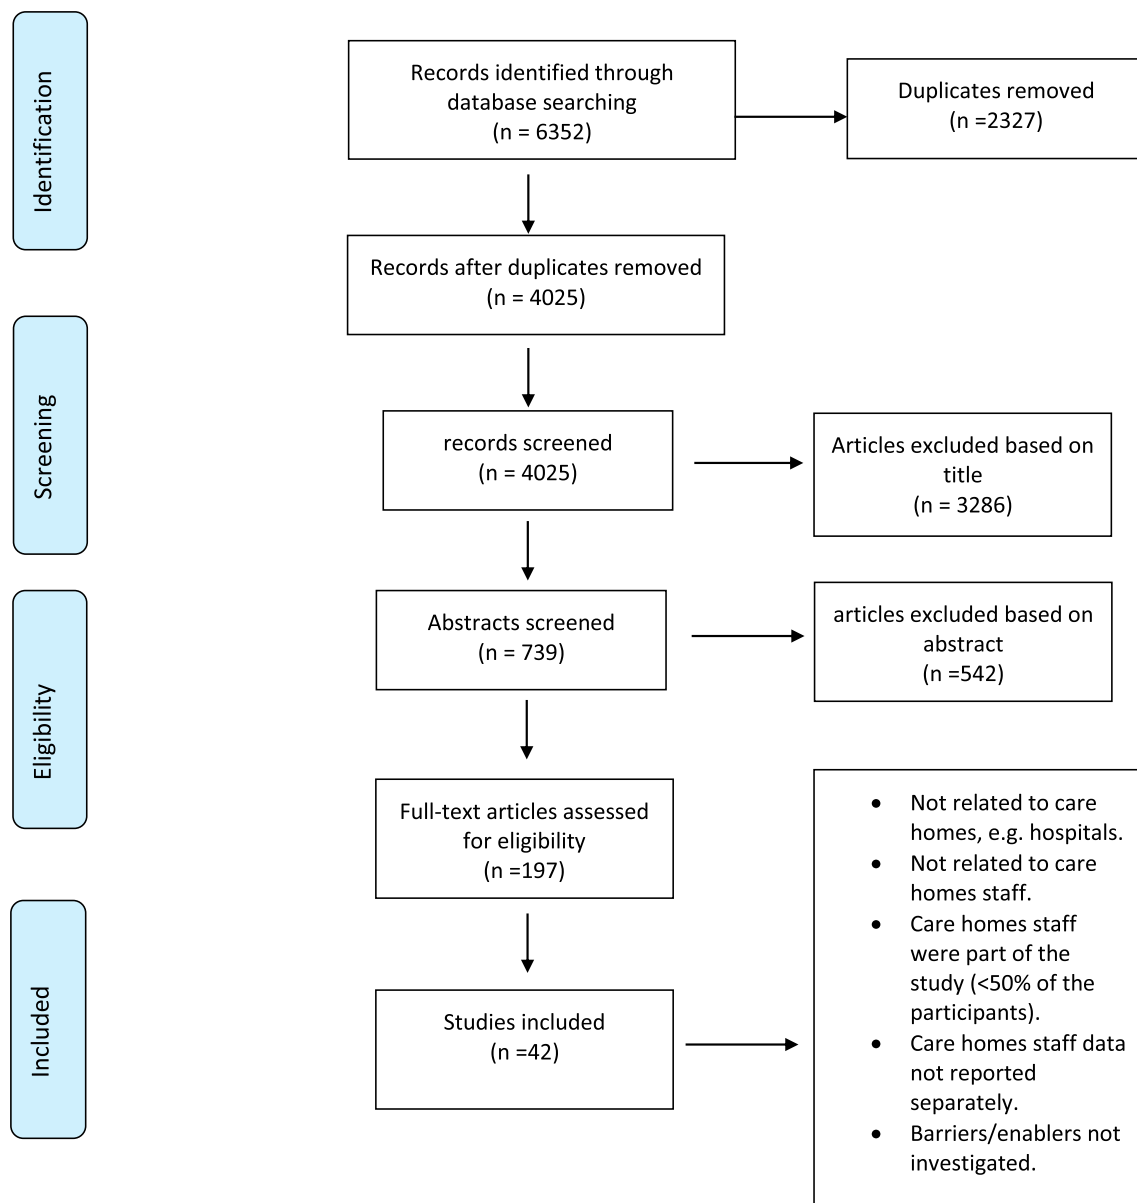 Identification
Records identified through
database searching
(n = 6352)
Duplicates removed
(n =2327)
Records after duplicates removed
(n = 4025)
Screening
records screened
(n = 4025)
Articles excluded based on
title
(n = 3286)
Eligibility
Abstracts screened
(n = 739)
articles excluded based on
abstract
(n =542)
Full-text articles assessed
for eligibility
(n =197)
Included
Studies included
(n =42)
• Not related to care
homes, e.g. hospitals.
• Not related to care
homes staff.
• Care homes staff
were part of the
study (<50% of the
participants).
• Care homes staff data
not reported
separately.
• Barriers/enablers not
investigated.